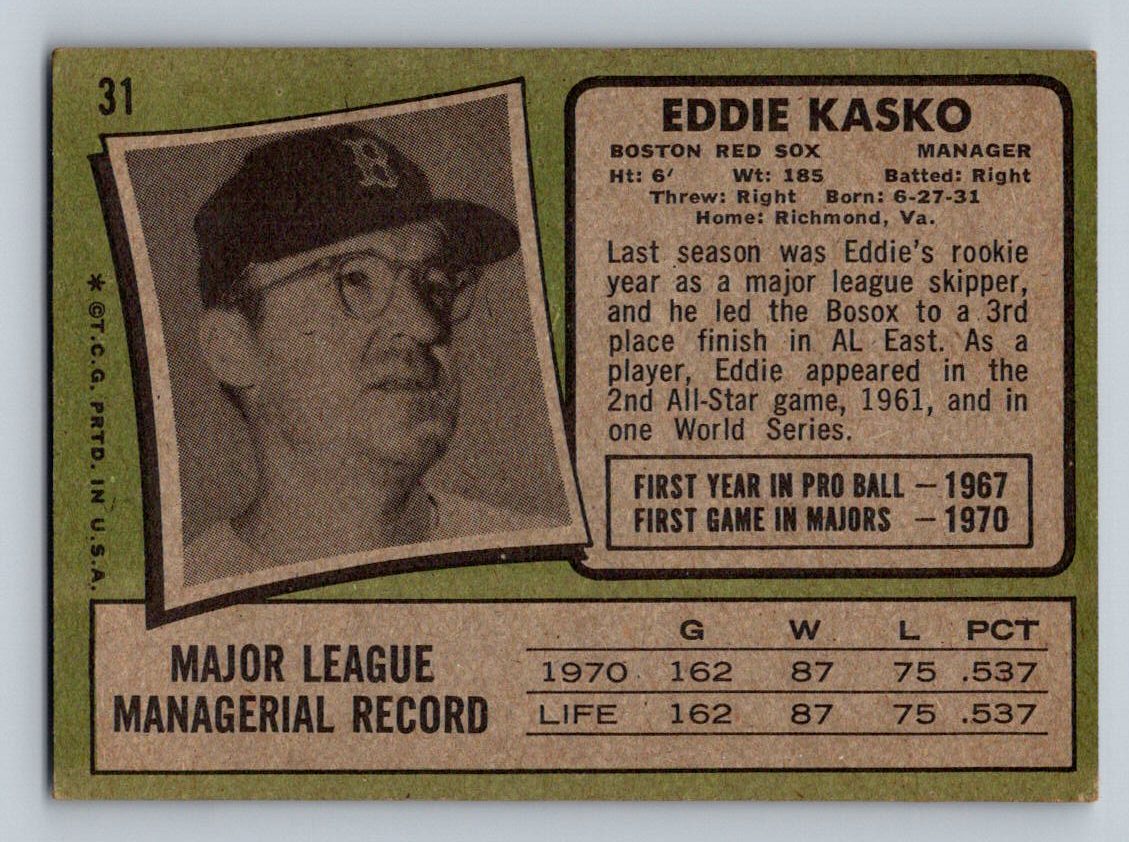 31
EDDIE KASKO
BOSTON RED SOX MANAGER
Ht: 6' Wt: 185 Batted: Right
Threw: Right Born: 6-27-31
Home: Richmond, Va.
Last season was Eddie's rookie
year as a major league skipper,
and he led the Bosox to a 3rd
place finish in AL East. As a
player, Eddie appeared in the
2nd All-Star game, 1961, and in
one World Series.
FIRST YEAR IN PRO BALL — 1967
FIRST GAME IN MAJORS — 1970
B
* ©T.C.G. PRTD. IN U.S.A.
MAJOR LEAGUE
MANAGERIAL RECORD
G W L PCT
1970 162 87 75 .537
LIFE 162 87 75 .537